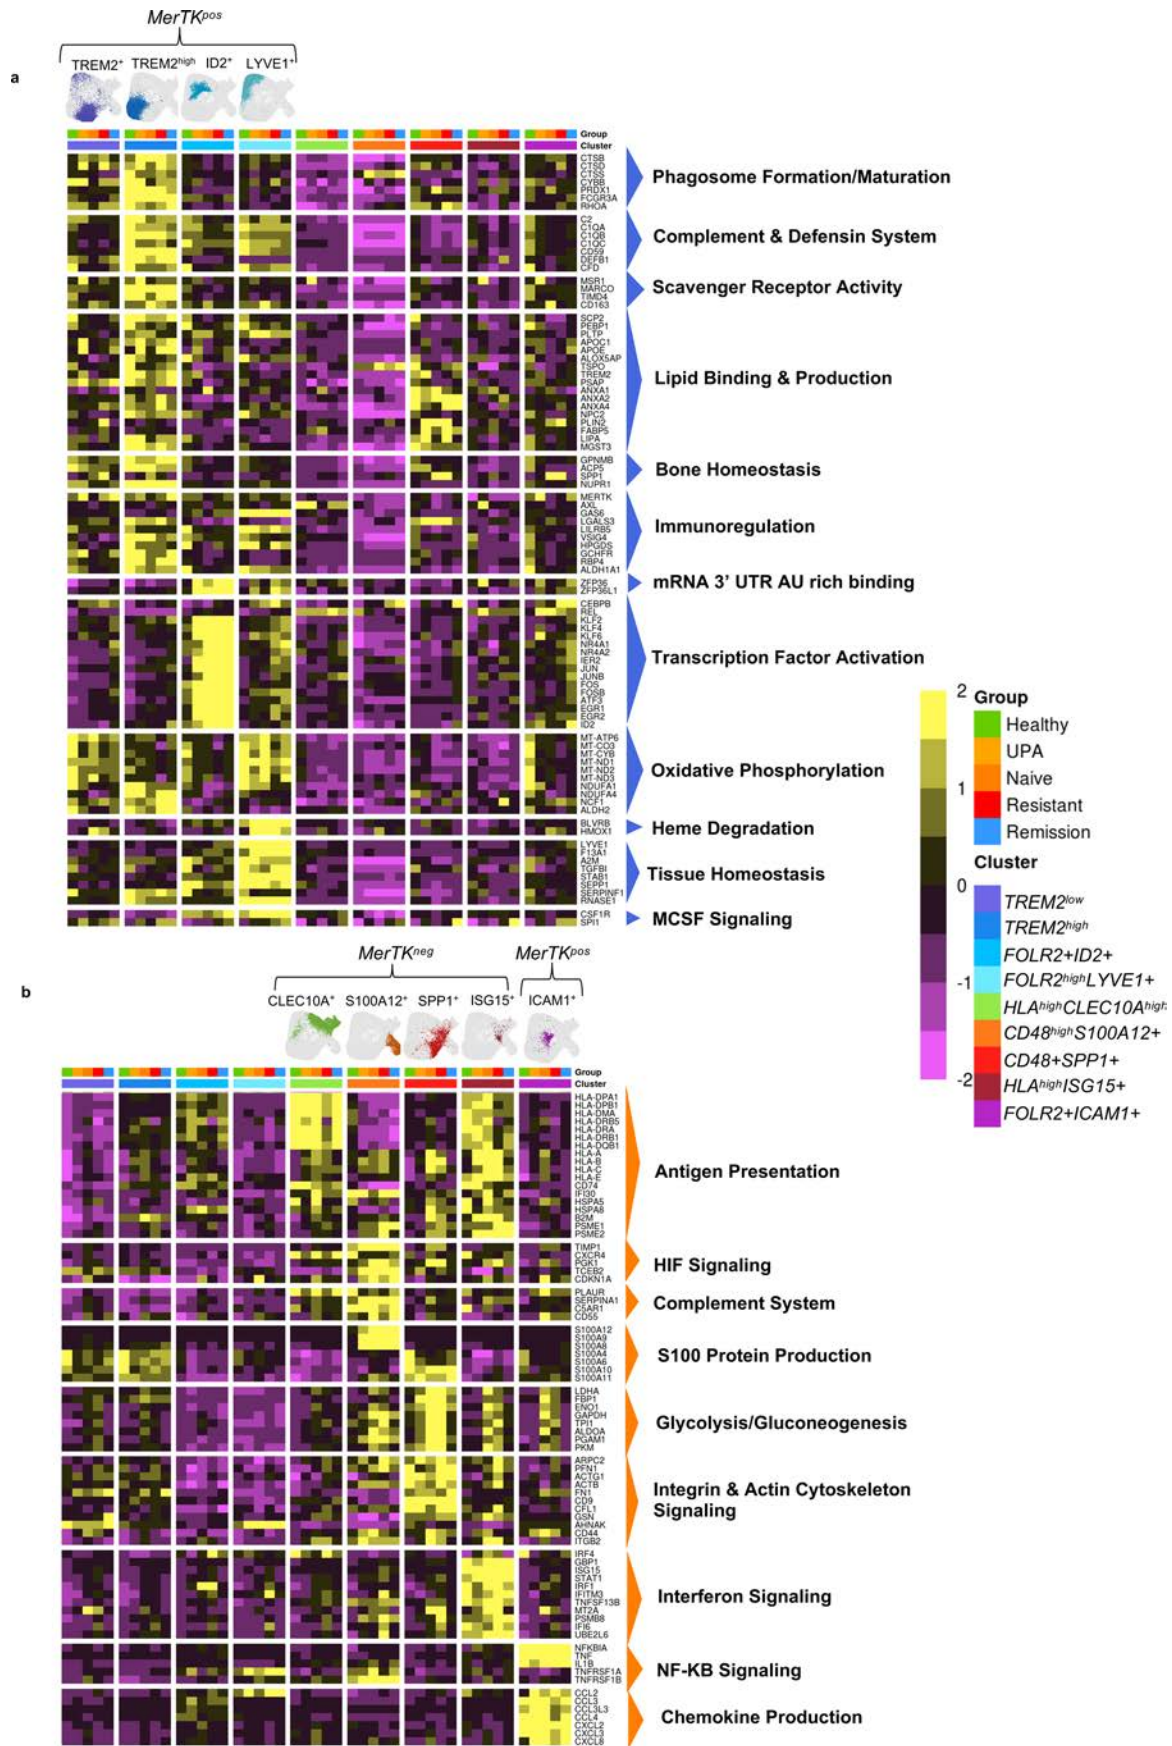 MerTKpos
a
TREM2+ TREM2high ID2+ LYVE1+
Group
Cluster
CTSB
CTSD
CTSS
CYBB
PRDX1
FCGR3A
RHOA
Phagosome Formation/Maturation
C2
C1QA
C1QB
C1QC
CD59
DEFB1
CFD
Complement & Defensin System
MSR1
MARCO
TIMD4
CD163
Scavenger Receptor Activity
SCP2
PEBP1
PLTP
APOC1
APOE
ALOX5AP
TSPO
TREM2
PSAP
ANXA1
ANXA2
ANXA4
NPC2
PLIN2
FABP5
LIPA
MGST3
Lipid Binding & Production
GPNMB
ACP5
SPP1
NUPR1
Bone Homeostasis
MERTK
AXL
GAS6
LGALS3
LILRB5
VSIG4
HPGDS
GCHFR
RBP4
ALDH1A1
Immunoregulation
ZFP36
ZFP36L1
mRNA 3' UTR AU rich binding
CEBPB
REL
KLF2
KLF4
KLF6
NR4A1
NR4A2
IER2
JUN
JUNB
FOS
FOSB
ATF3
EGR1
EGR2
ID2
Transcription Factor Activation
MT-ATP6
MT-CO3
MT-CYB
MT-ND1
MT-ND2
MT-ND3
NDUFA1
NDUFA4
NCF1
ALDH2
Oxidative Phosphorylation
BLVRB
HMOX1
Heme Degradation
LYVE1
F13A1
A2M
TGFBI
STAB1
SEPP1
SERPINF1
RNASE1
Tissue Homeostasis
CSF1R
SPI1
MCSF Signaling
2
1
0
-1
-2
Group
Healthy
UPA
Naive
Resistant
Remission
Cluster
TREM2low
TREM2high
FOLR2+ID2+
FOLR2highLYVE1+
HLAhighCLEC10Ahigh
CD48highS100A12+
CD48+SPP1+
HLAhighISG15+
FOLR2+ICAM1+
MerTKneg MerTKpos
b
CLEC10A+ S100A12+ SPP1+ ISG15+ ICAM1+
Group
Cluster
HLA-DPA1
HLA-DPB1
HLA-DMA
HLA-DRB5
HLA-DRA
HLA-DRB1
HLA-DQB1
HLA-A
HLA-B
HLA-C
HLA-E
CD74
IFI30
HSPA5
HSPA8
B2M
PSME1
PSME2
Antigen Presentation
TIMP1
CXCR4
PGK1
TCEB2
CDKN1A
HIF Signaling
PLAUR
SERPINA1
C5AR1
CD55
Complement System
S100A12
S100A9
S100A8
S100A4
S100A6
S100A10
S100A11
S100 Protein Production
LDHA
FBP1
ENO1
GAPDH
TPI1
ALDOA
PGAM1
PKM
Glycolysis/Gluconeogenesis
ARPC2
PFN1
ACTG1
ACTB
FN1
CD9
CFL1
GSN
AHNAK
CD44
ITGB2
Integrin & Actin Cytoskeleton
Signaling
IRF4
GBP1
ISG15
STAT1
IRF1
IFITM3
TNFSF13B
MT2A
PSMB8
IFI6
UBE2L6
Interferon Signaling
NFKBIA
TNF
IL1B
TNFRSF1A
TNFRSF1B
NF-KB Signaling
CCL2
CCL3
CCL3L3
CCL4
CXCL2
CXCL3
CXCL8
Chemokine Production